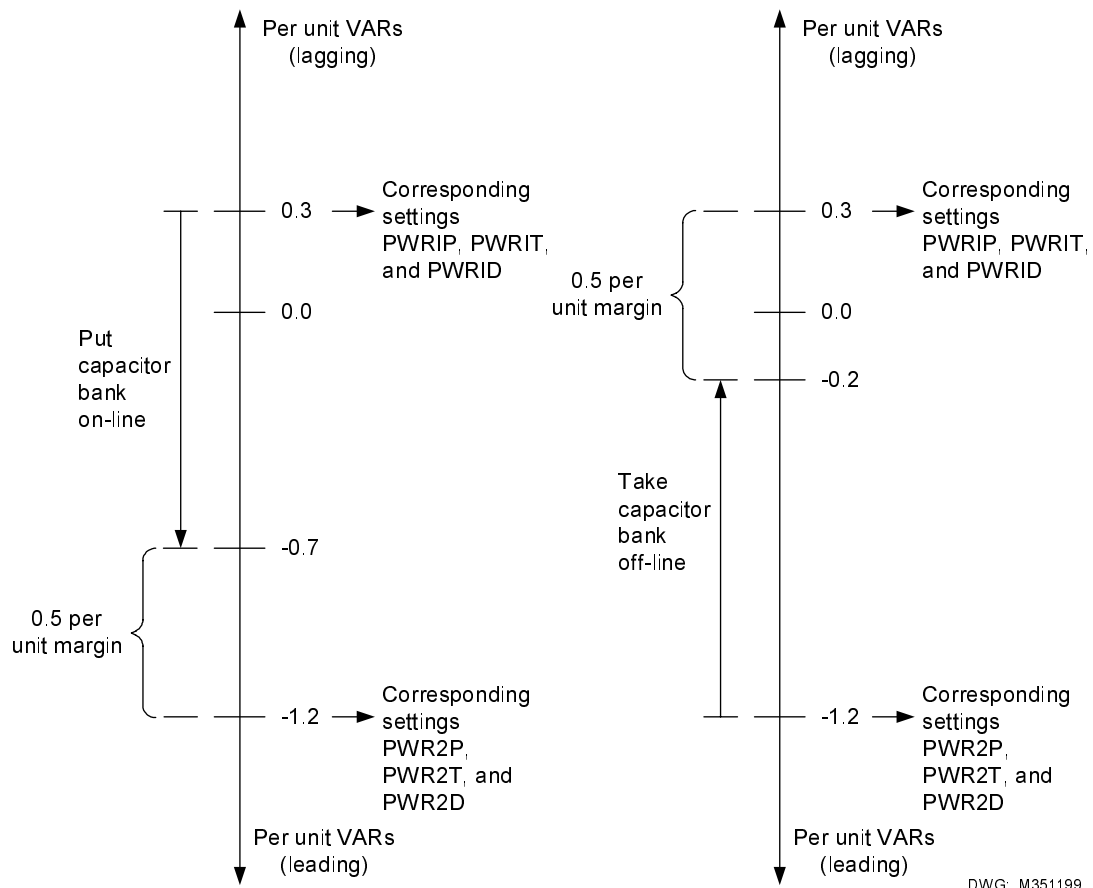 Per unit VARs
(lagging)
0.3
Corresponding
settings
PWRIP, PWRIT,
and PWRID
0.0
Put
capacitor
bank
on-line
-0.7
0.5 per
unit margin
-1.2
Corresponding
settings
PWR2P,
PWR2T, and
PWR2D
Per unit VARs
(leading)
Per unit VARs
(lagging)
0.3
Corresponding
settings
PWRIP, PWRIT,
and PWRID
0.5 per
unit margin
0.0
-0.2
Take
capacitor
bank
off-line
-1.2
Corresponding
settings
PWR2P,
PWR2T, and
PWR2D
Per unit VARs
(leading)
DWG: M351199